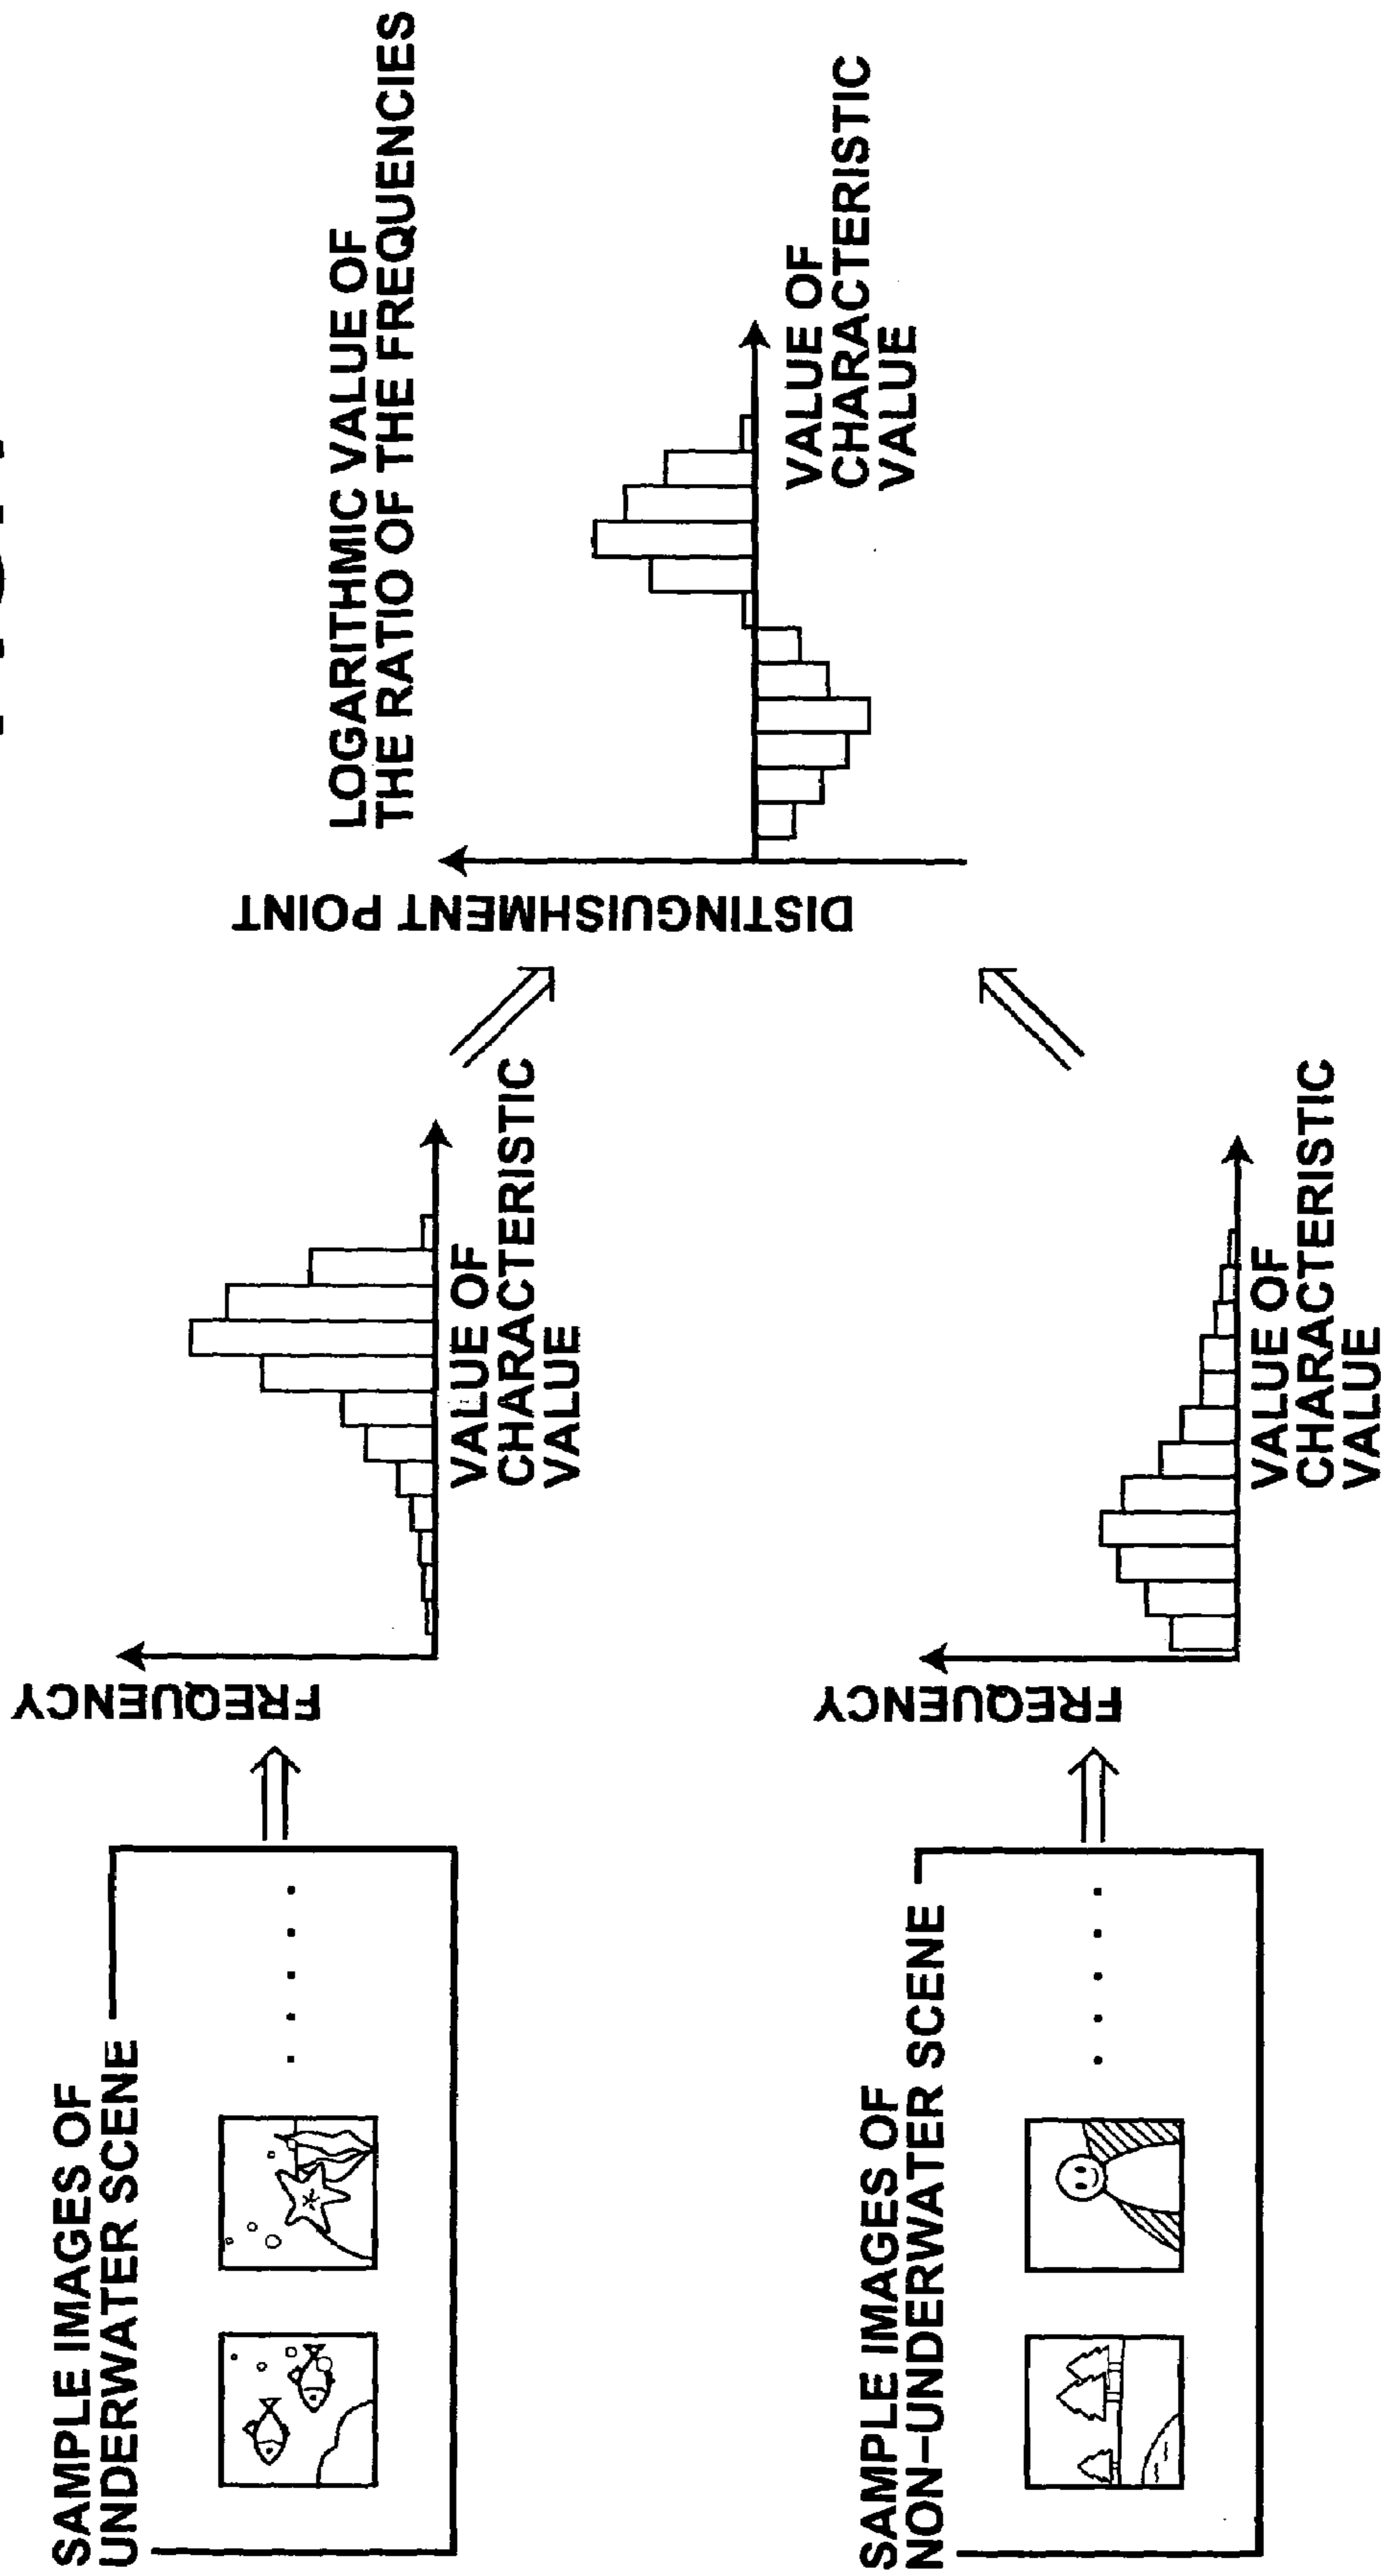 SAMPLE IMAGES OF
UNDERWATER SCENE
FREQUENCY
VALUE OF
CHARACTERISTIC
VALUE
SAMPLE IMAGES OF
NON-UNDERWATER SCENE
FREQUENCY
VALUE OF
CHARACTERISTIC
VALUE
LOGARITHMIC VALUE OF
THE RATIO OF THE FREQUENCIES
DISTINGUISHMENT POINT
VALUE OF
CHARACTERISTIC
VALUE